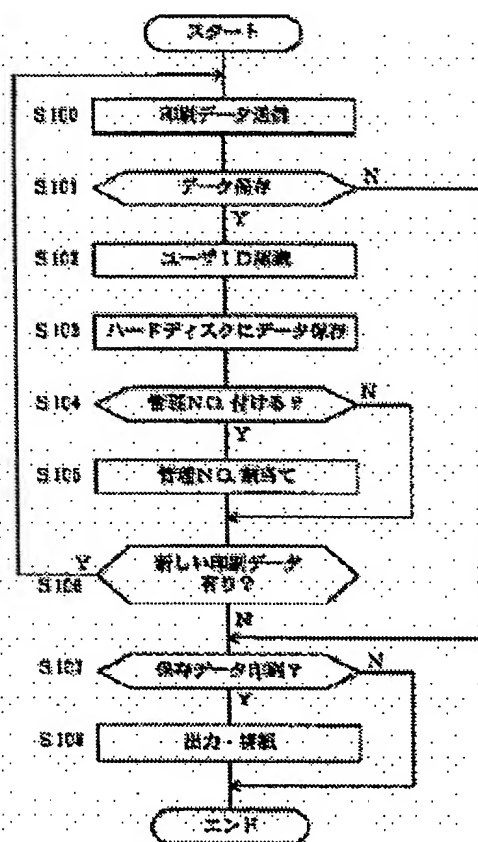 スタート
S100 印刷データ送信
S101 データ保存 N
Y
S102 ユーザID確認
S103 ハードディスクにデータ保存
S104 管理NO.付ける? N
Y
S105 管理NO.割当て
Y 新しい印刷データ
S106 有り?
N
S107 保存データ印刷? N
Y
S108 出力・排紙
エンド